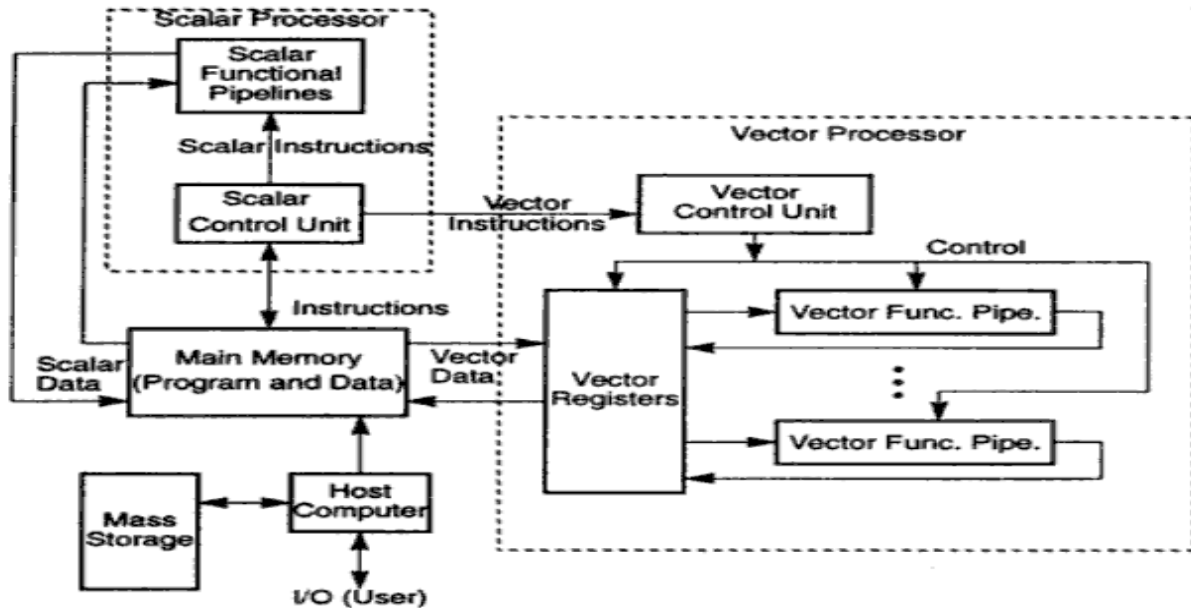 Scalar Processor
Scalar
Functional
Pipelines
Scalar Instructions
Scalar
Control Unit
Vector
Instructions
Vector Processor
Vector
Control Unit
Control
Instructions
Vector Func. Pipe.
Main Memory
(Program and Data)
Scalar
Data
Vector
Data
Vector
Registers
Vector Func. Pipe.
Mass
Storage
Host
Computer
I/O (User)